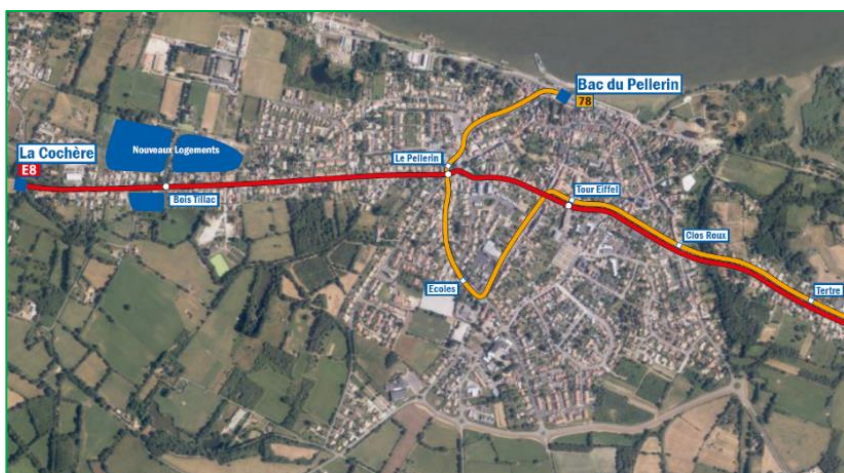 Bac du Pellerin
78
La Cochère
E8
Nouveaux Logements
Le Pellerin
Bois Tillac
Tour Eiffel
Clos Roux
Ecoles
Tertre